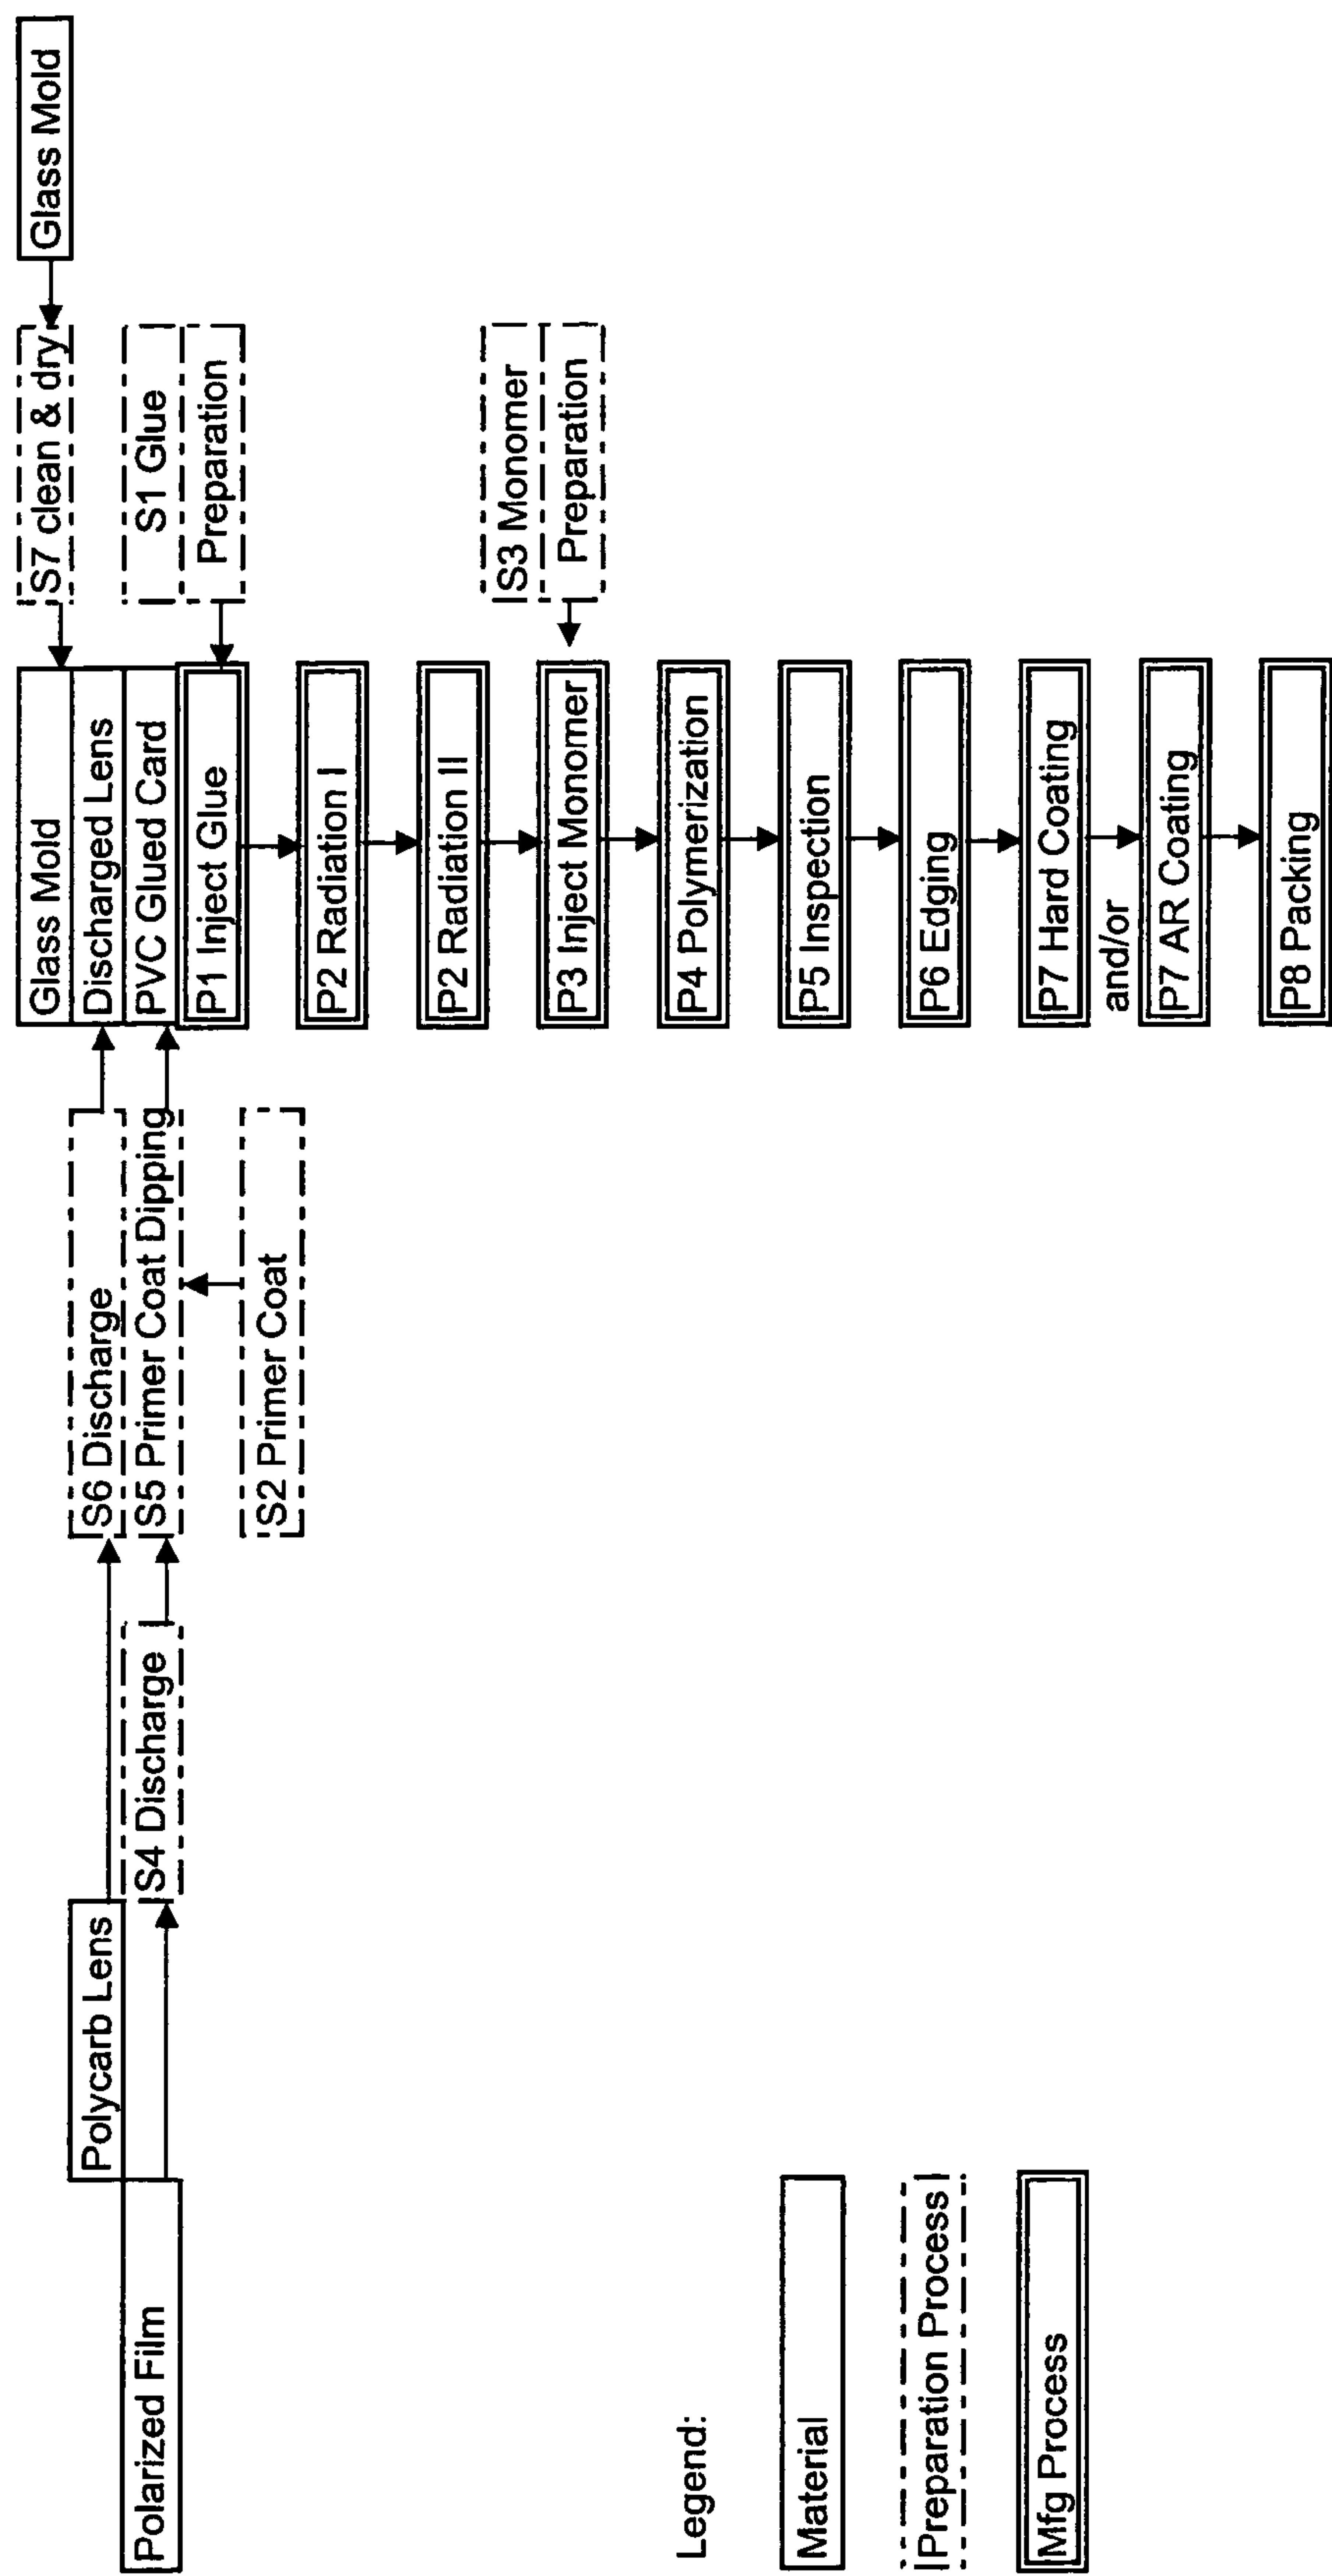 Glass Mold
S7 clean & dry
Glass Mold
Polycarb Lens
S6 Discharge
Discharged Lens
S1 Glue
Preparation
Polarized Film
S4 Discharge
S5 Primer Coat Dipping
PVC Glued Card
P1 Inject Glue
S2 Primer Coat
P2 Radiation I
P2 Radiation II
S3 Monomer
Preparation
P3 Inject Monomer
P4 Polymerization
P5 Inspection
P6 Edging
P7 Hard Coating
and/or
P7 AR Coating
P8 Packing
Legend:
Material
Preparation Process
Mfg Process